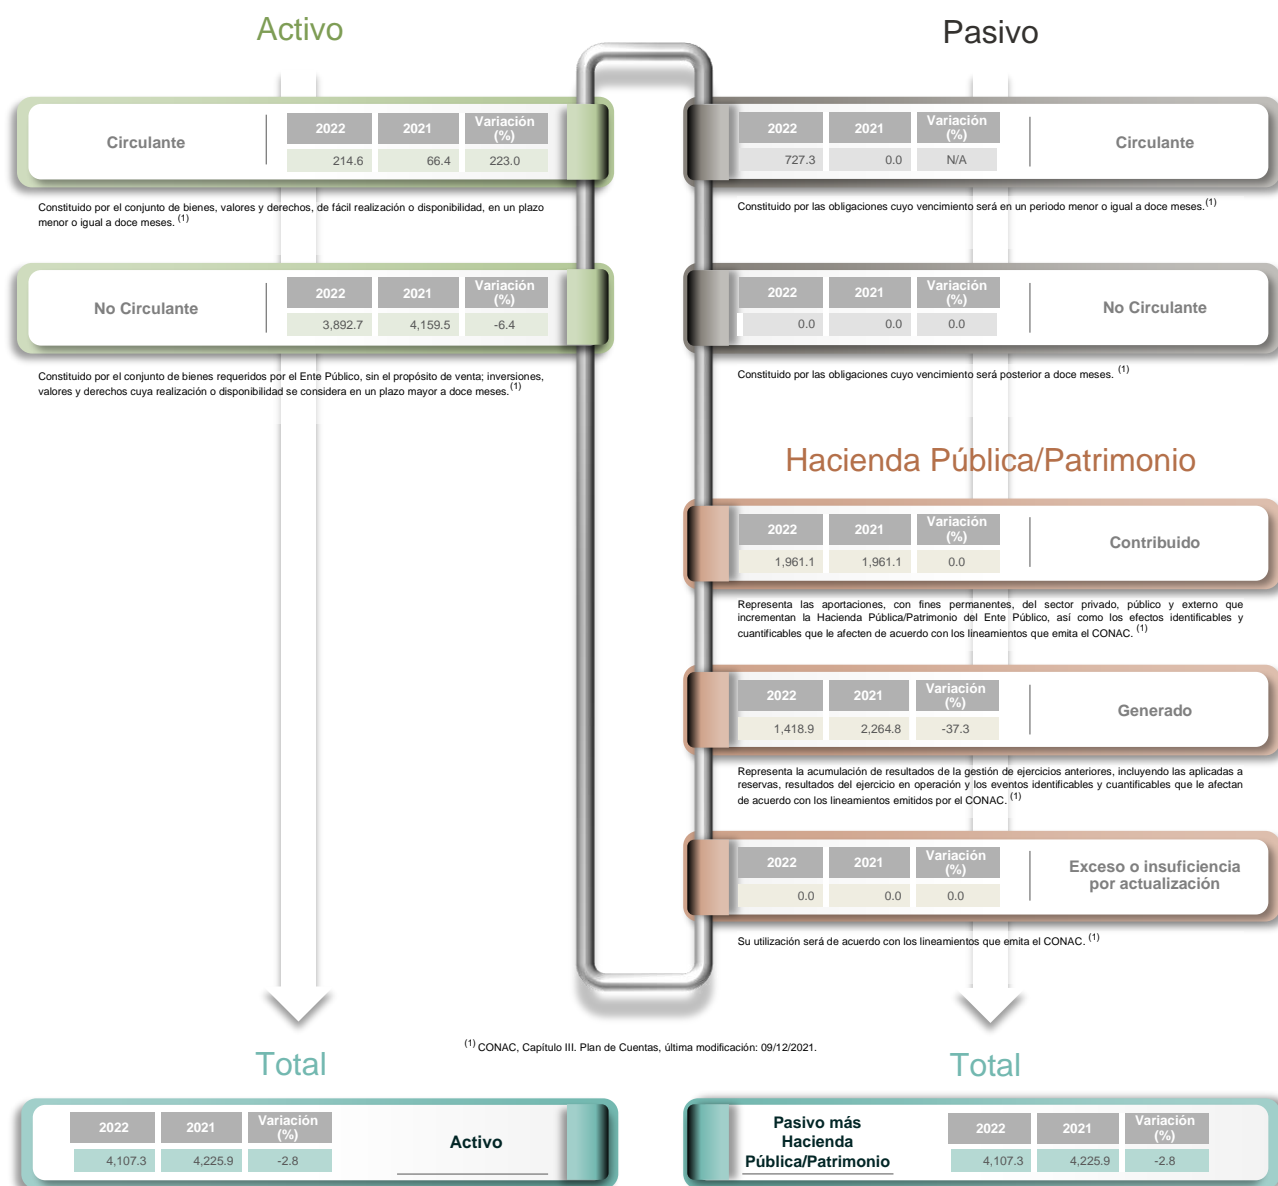 Activo
Circulante
2022 2021 Variación (%)
214.6 66.4 223.0
Constituido por el conjunto de bienes, valores y derechos, de fácil realización o disponibilidad, en un plazo
menor o igual a doce meses. (1)
No Circulante
2022 2021 Variación (%)
3,892.7 4,159.5 -6.4
Constituido por el conjunto de bienes requeridos por el Ente Público, sin el propósito de venta; inversiones,
valores y derechos cuya realización o disponibilidad se considera en un plazo mayor a doce meses. (1)
Pasivo
2022 2021 Variación (%)
727.3 0.0 N/A
Circulante
Constituido por las obligaciones cuyo vencimiento será en un periodo menor o igual a doce meses. (1)
2022 2021 Variación (%)
0.0 0.0 0.0
No Circulante
Constituido por las obligaciones cuyo vencimiento será posterior a doce meses. (1)
Hacienda Pública/Patrimonio
2022 2021 Variación (%)
1,961.1 1,961.1 0.0
Contribuido
Representa las aportaciones, con fines permanentes, del sector privado, público y externo que
incrementan la Hacienda Pública/Patrimonio del Ente Público, así como los efectos identificables y
cuantificables que le afecten de acuerdo con los lineamientos que emita el CONAC. (1)
2022 2021 Variación (%)
1,418.9 2,264.8 -37.3
Generado
Representa la acumulación de resultados de la gestión de ejercicios anteriores, incluyendo las aplicadas a
reservas, resultados del ejercicio en operación y los eventos identificables y cuantificables que le afectan
de acuerdo con los lineamientos emitidos por el CONAC. (1)
2022 2021 Variación (%)
0.0 0.0 0.0
Exceso o insuficiencia
por actualización
Su utilización será de acuerdo con los lineamientos que emita el CONAC. (1)
(1) CONAC, Capítulo III. Plan de Cuentas, última modificación: 09/12/2021.
Total
2022 2021 Variación (%)
4,107.3 4,225.9 -2.8
Activo
Total
Pasivo más
Hacienda
Pública/Patrimonio
2022 2021 Variación (%)
4,107.3 4,225.9 -2.8